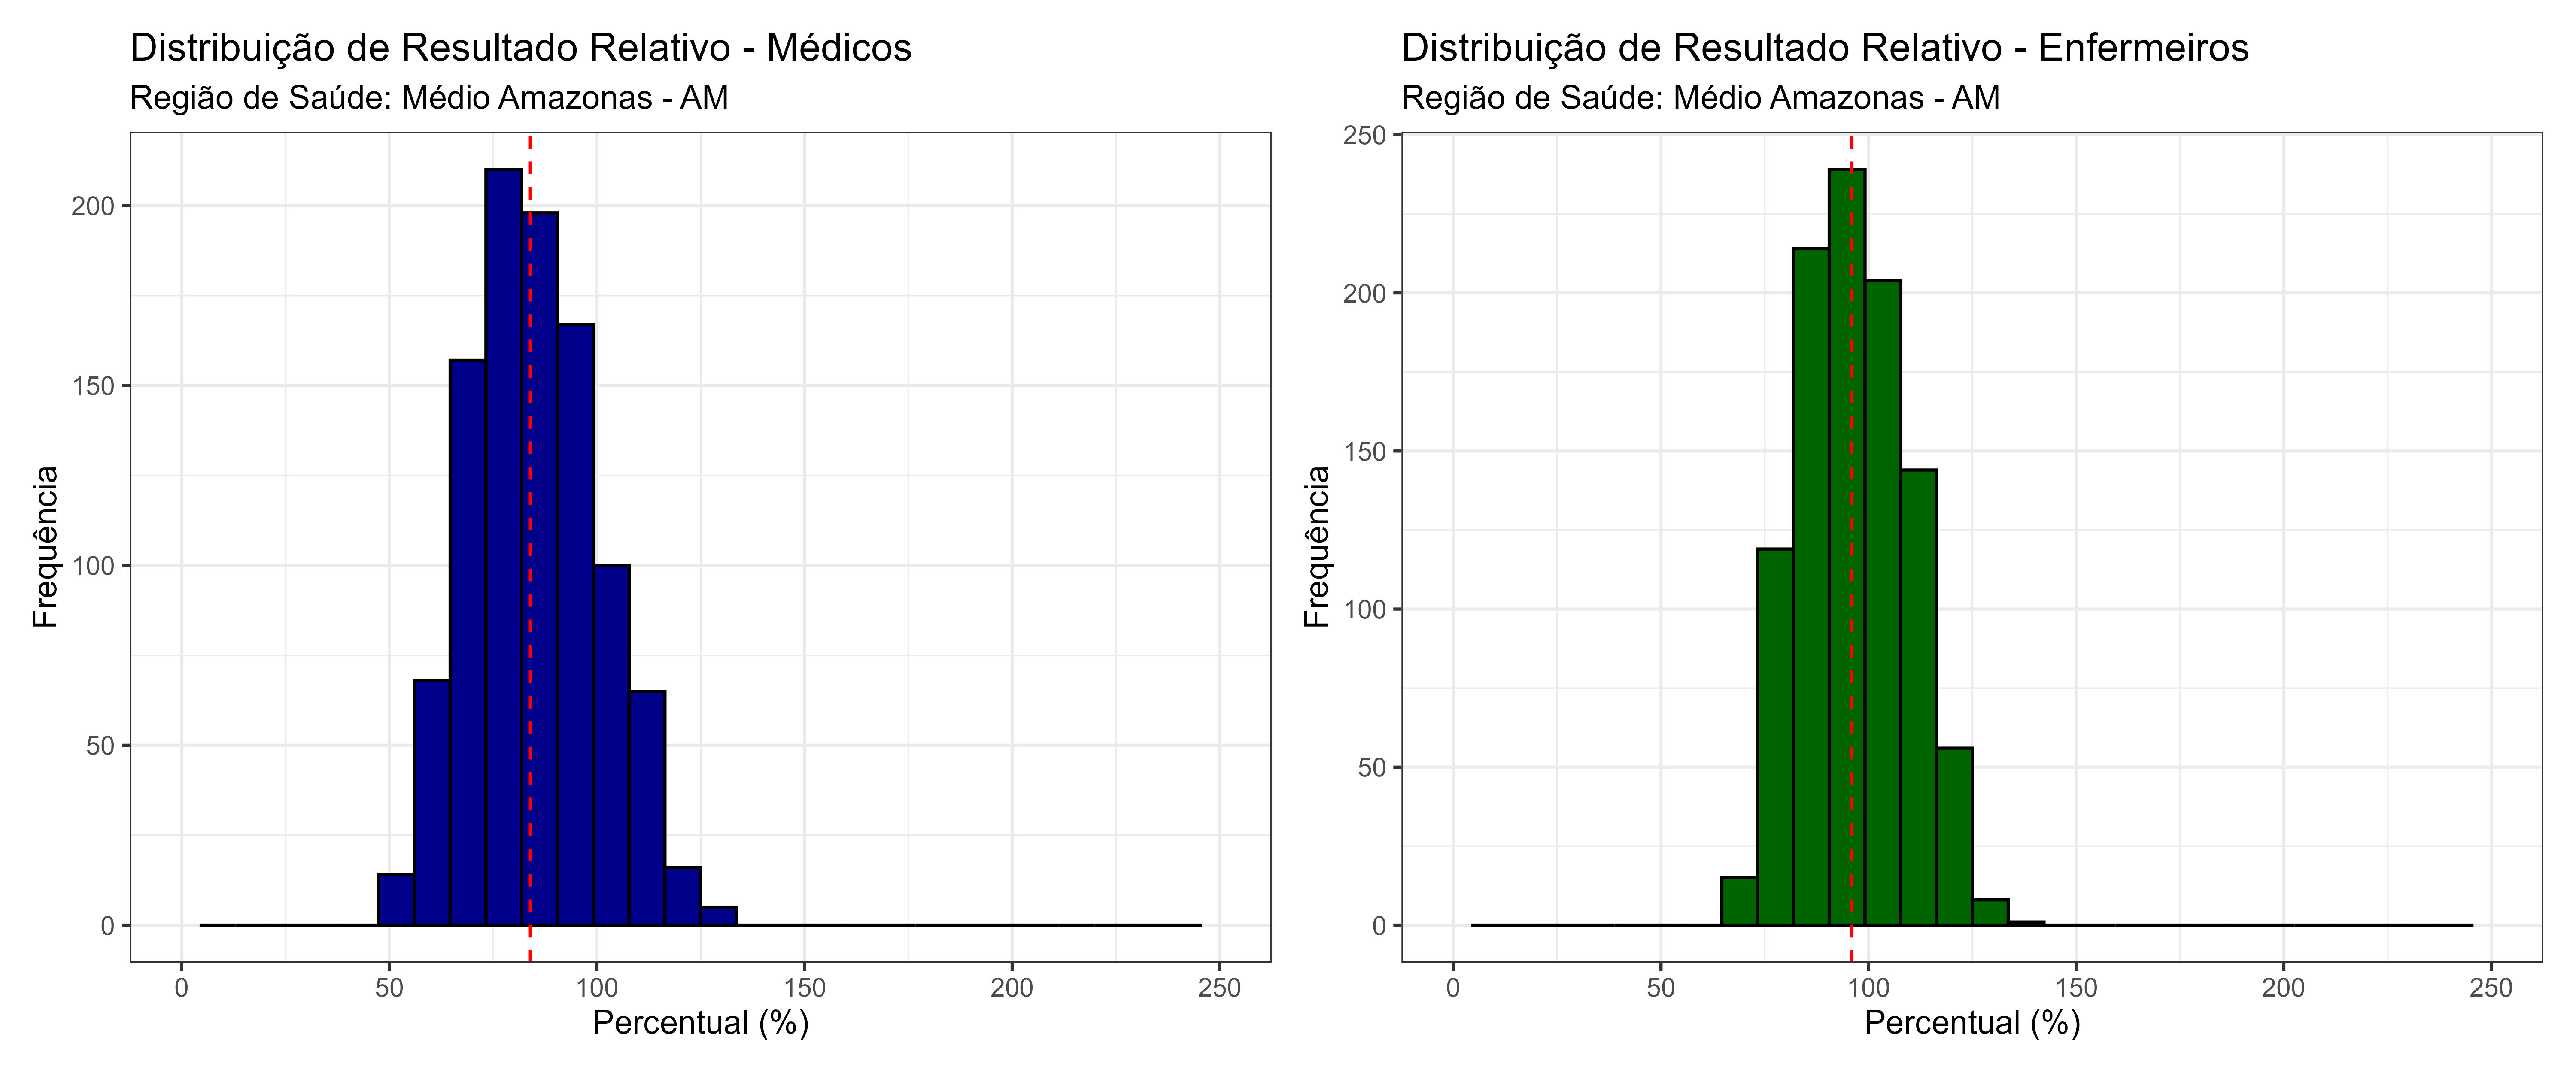 Distribuição de Resultado Relativo - Médicos
Região de Saúde: Médio Amazonas - AM
200
150
100
50
0
Frequência
0 50 100 150 200 250
Percentual (%)
Distribuição de Resultado Relativo - Enfermeiros
Região de Saúde: Médio Amazonas - AM
250
200
150
100
50
0
Frequência
0 50 100 150 200 250
Percentual (%)